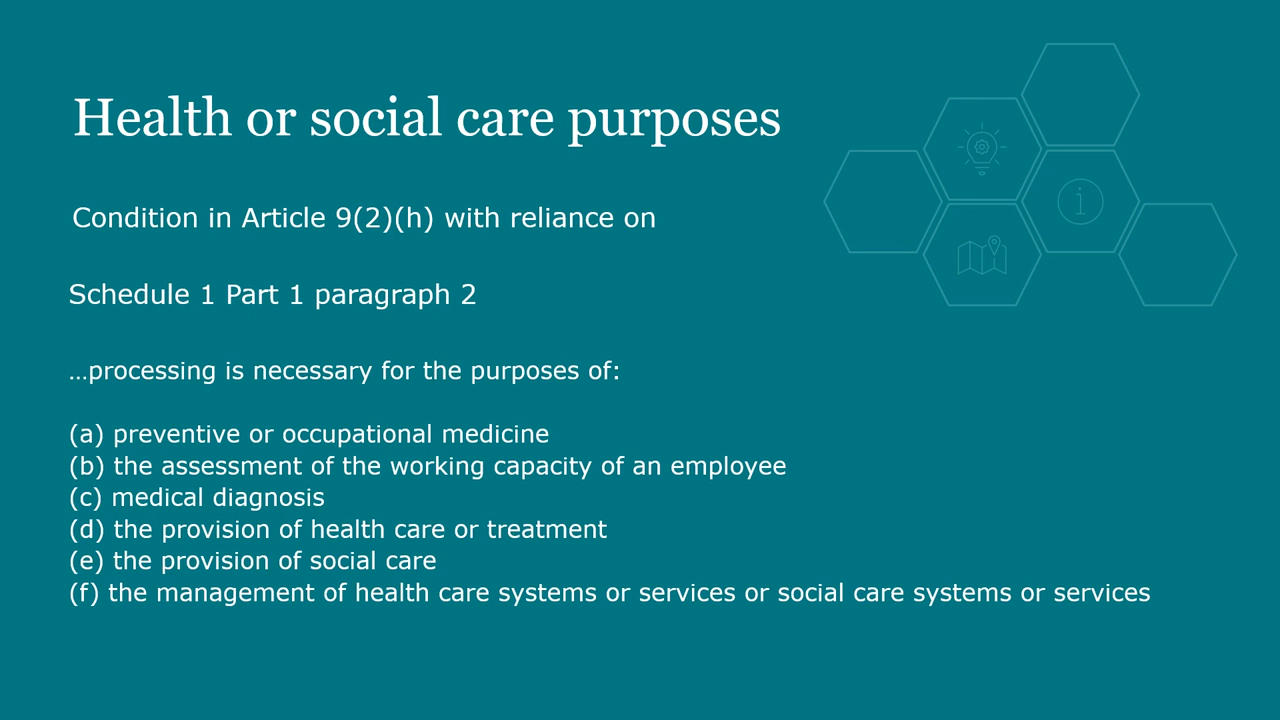 Health or social care purposes
Condition in Article 9(2)(h) with reliance on
Schedule 1 Part 1 paragraph 2
…processing is necessary for the purposes of:
(a) preventive or occupational medicine
(b) the assessment of the working capacity of an employee
(c) medical diagnosis
(d) the provision of health care or treatment
(e) the provision of social care
(f) the management of health care systems or services or social care systems or services